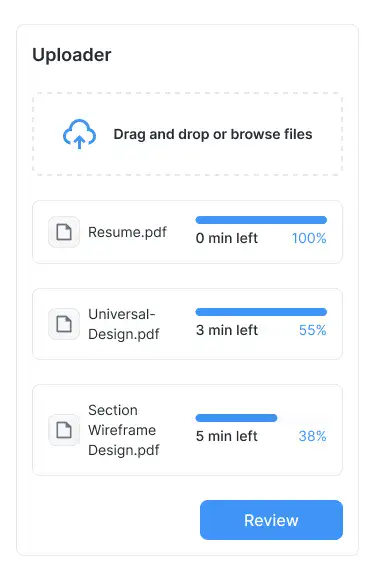 Uploader
Drag and drop or browse files
Resume.pdf
0 min left 100%
Universal-
Design.pdf
3 min left 55%
Section
Wireframe
Design.pdf
5 min left 38%
Review